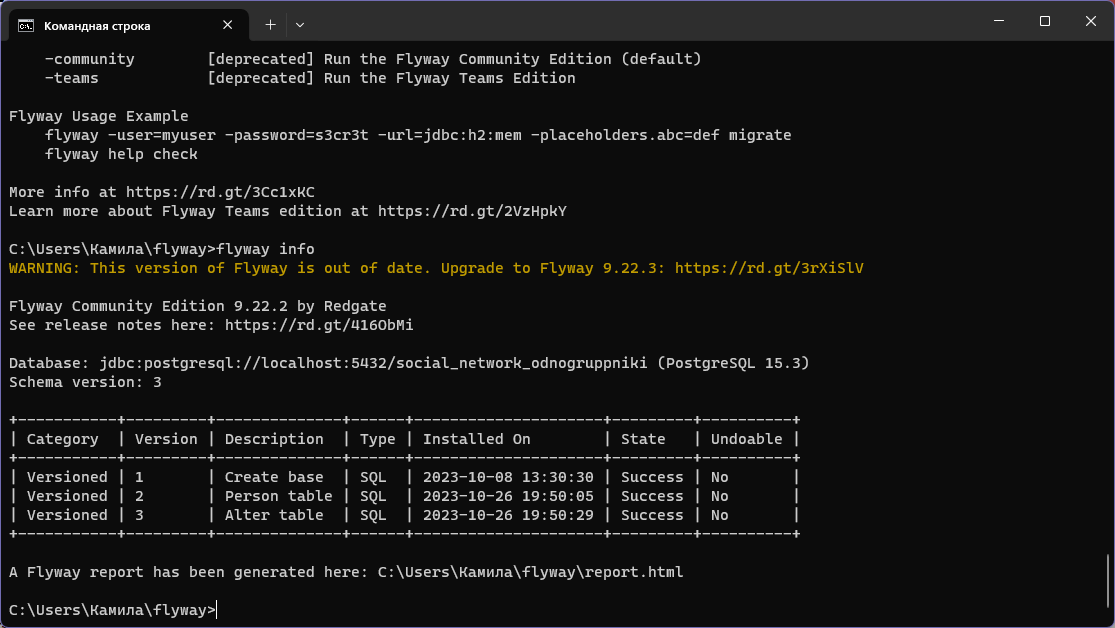 Командная строка
-community        [deprecated] Run the Flyway Community Edition (default)
-teams            [deprecated] Run the Flyway Teams Edition
Flyway Usage Example
flyway -user=myuser -password=s3cr3t -url=jdbc:h2:mem -placeholders.abc=def migrate
flyway help check
More info at https://rd.gt/3Cc1xKC
Learn more about Flyway Teams edition at https://rd.gt/2VzHpkY
C:\Users\Камила\flyway>flyway info
WARNING: This version of Flyway is out of date. Upgrade to Flyway 9.22.3: https://rd.gt/3rXiSlV
Flyway Community Edition 9.22.2 by Redgate
See release notes here: https://rd.gt/416ObMi
Database: jdbc:postgresql://localhost:5432/social_network_odnogruppniki (PostgreSQL 15.3)
Schema version: 3
+-----------+---------+--------------+------+---------------------+---------+----------+
| Category  | Version | Description  | Type | Installed On        | State   | Undoable |
+-----------+---------+--------------+------+---------------------+---------+----------+
| Versioned | 1       | Create base  | SQL  | 2023-10-08 13:30:30 | Success | No       |
| Versioned | 2       | Person table | SQL  | 2023-10-26 19:50:05 | Success | No       |
| Versioned | 3       | Alter table  | SQL  | 2023-10-26 19:50:29 | Success | No       |
+-----------+---------+--------------+------+---------------------+---------+----------+
A Flyway report has been generated here: C:\Users\Камила\flyway\report.html
C:\Users\Камила\flyway>